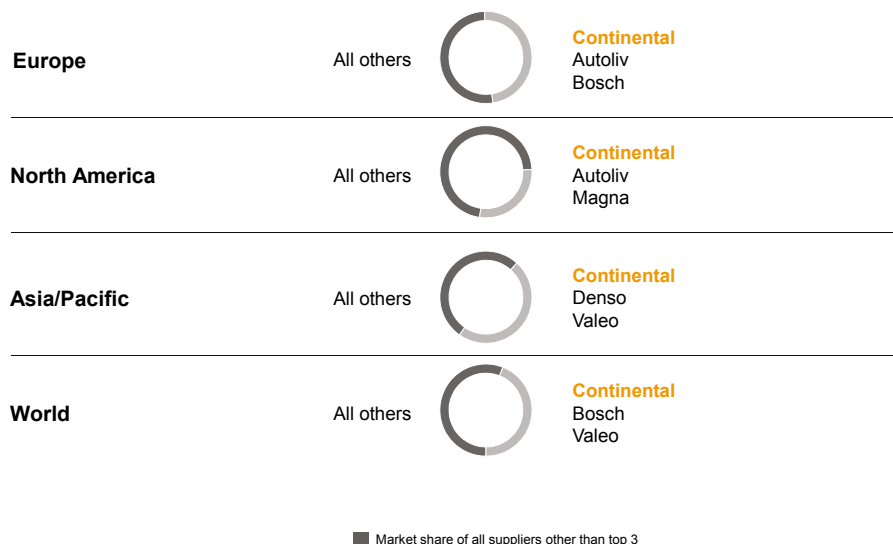 Europe
All others
Continental
Autoliv
Bosch
North America
All others
Continental
Autoliv
Magna
Asia/Pacific
All others
Continental
Denso
Valeo
World
All others
Continental
Bosch
Valeo
Market share of all suppliers other than top 3